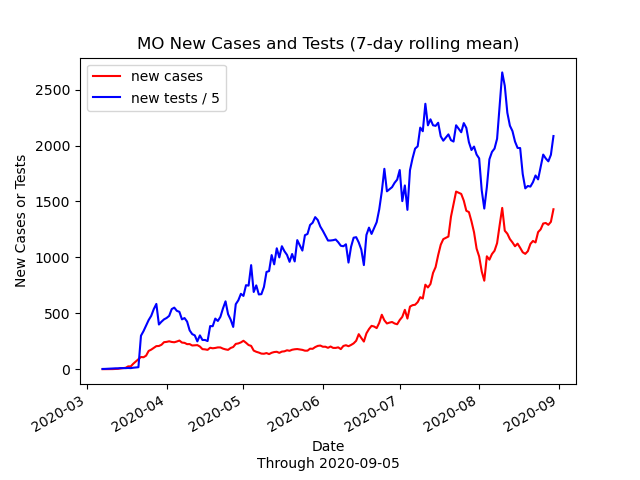 MO New Cases and Tests (7-day rolling mean)
new cases
new tests / 5
New Cases or Tests
2500
2000
1500
1000
500
0
2020-03
2020-04
2020-05
2020-06
2020-07
2020-08
2020-09
Date
Through 2020-09-05